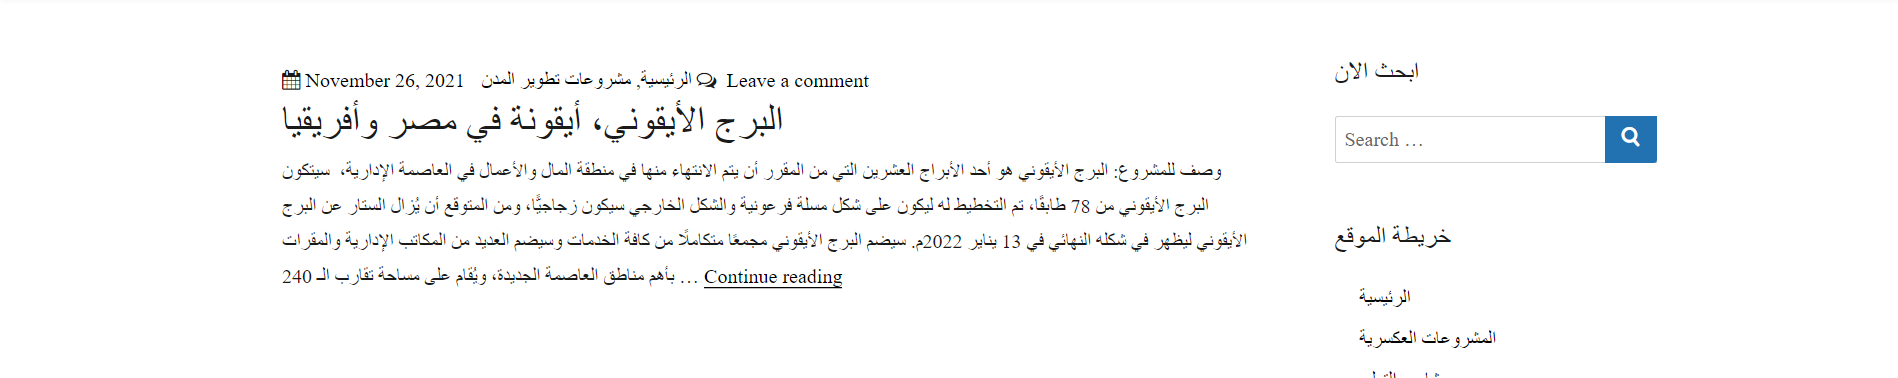 November 26, 2021 الرئيسية, مشروعات تطوير المدن Leave a comment
البرج الأيقوني، أيقونة في مصر وأفريقيا
وصف للمشروع: البرج الأيقوني هو أحد الأبراج العشرين التي من المقرر أن يتم الانتهاء منها في منطقة المال والأعمال في العاصمة الإدارية، سيتكون
البرج الأيقوني من 78 طابقًا، تم التخطيط له ليكون على شكل مسلة فرعونية والشكل الخارجي سيكون زجاجيًّا، ومن المتوقع أن يُزال الستار عن البرج
الأيقوني ليظهر في شكله النهائي في 13 يناير 2022م. سيضم البرج الأيقوني مجمعًا متكاملًا من كافة الخدمات وسيضم العديد من المكاتب الإدارية والمقرات
بأهم مناطق العاصمة الجديدة، ويُقام على مساحة تقارب الـ 240 … Continue reading
ابحث الان
Search …
خريطة الموقع
الرئيسية
المشروعات العكسرية